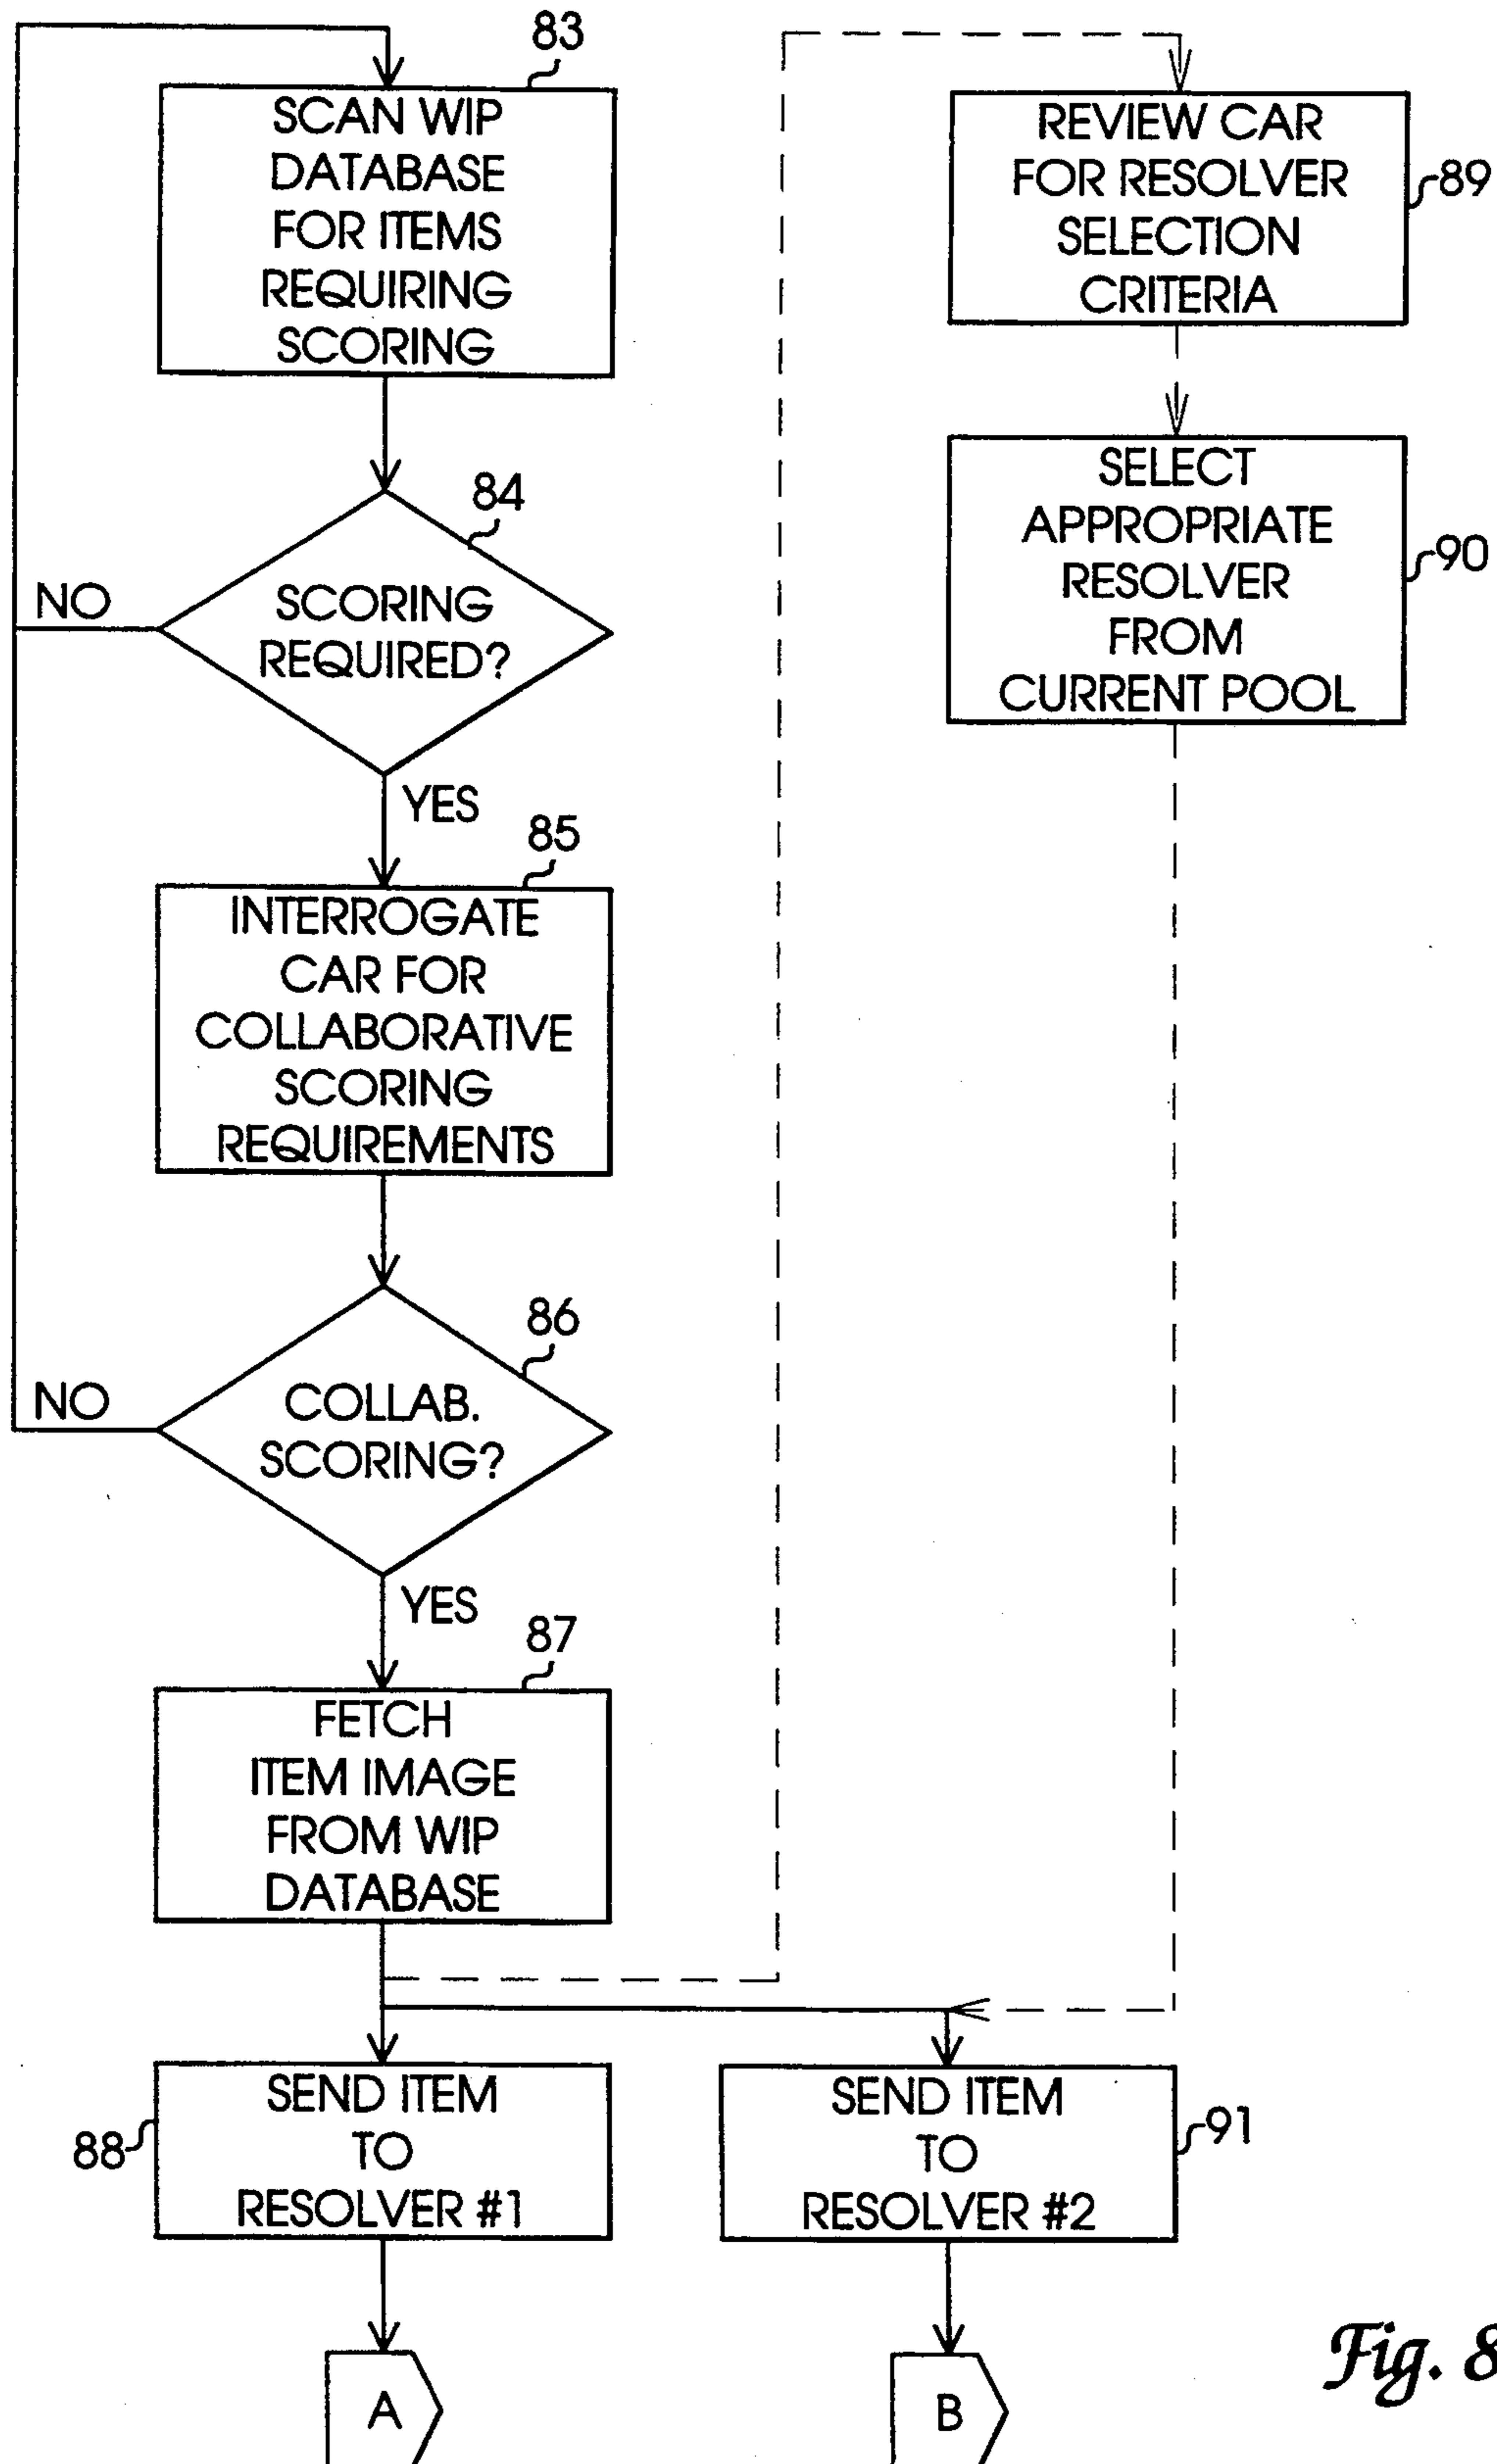 83
SCAN WIP
DATABASE
FOR ITEMS
REQUIRING
SCORING
84
NO
SCORING
REQUIRED?
YES
85
INTERROGATE
CAR FOR
COLLABORATIVE
SCORING
REQUIREMENTS
86
NO
COLLAB.
SCORING?
YES
87
FETCH
ITEM IMAGE
FROM WIP
DATABASE
88
SEND ITEM
TO
RESOLVER #1
A
REVIEW CAR
FOR RESOLVER
SELECTION
CRITERIA
89
SELECT
APPROPRIATE
RESOLVER
FROM
CURRENT POOL
90
SEND ITEM
TO
RESOLVER #2
91
B
Fig. 8